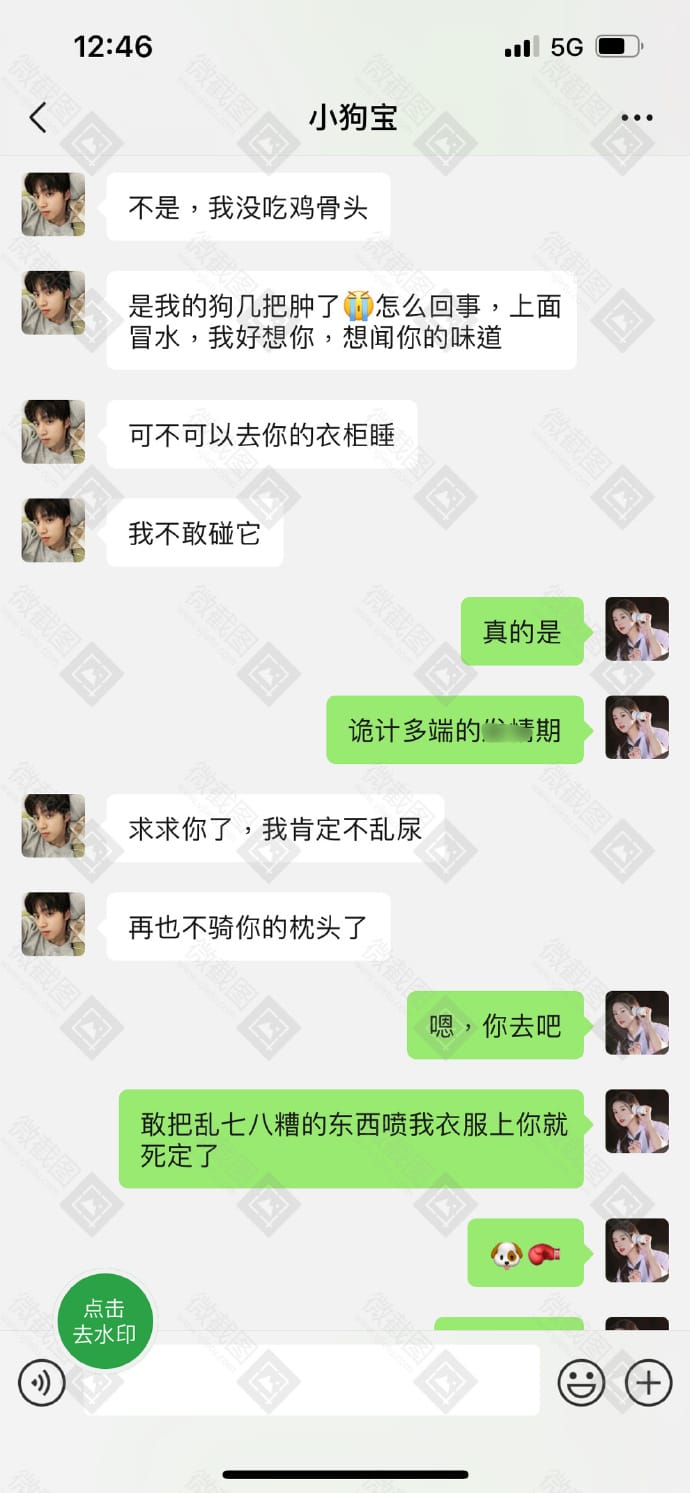 12:46
5G
小狗宝
不是，我没吃鸡骨头
是我的狗几把肿了😭怎么回事，上面
冒水，我好想你，想闻你的味道
可不可以去你的衣柜睡
我不敢碰它
真的是
诡计多端的发情期
求求你了，我肯定不乱尿
再也不骑你的枕头了
嗯，你去吧
敢把乱七八糟的东西喷我衣服上你就
死定了
🐶🥊
点击
去水印
微截图